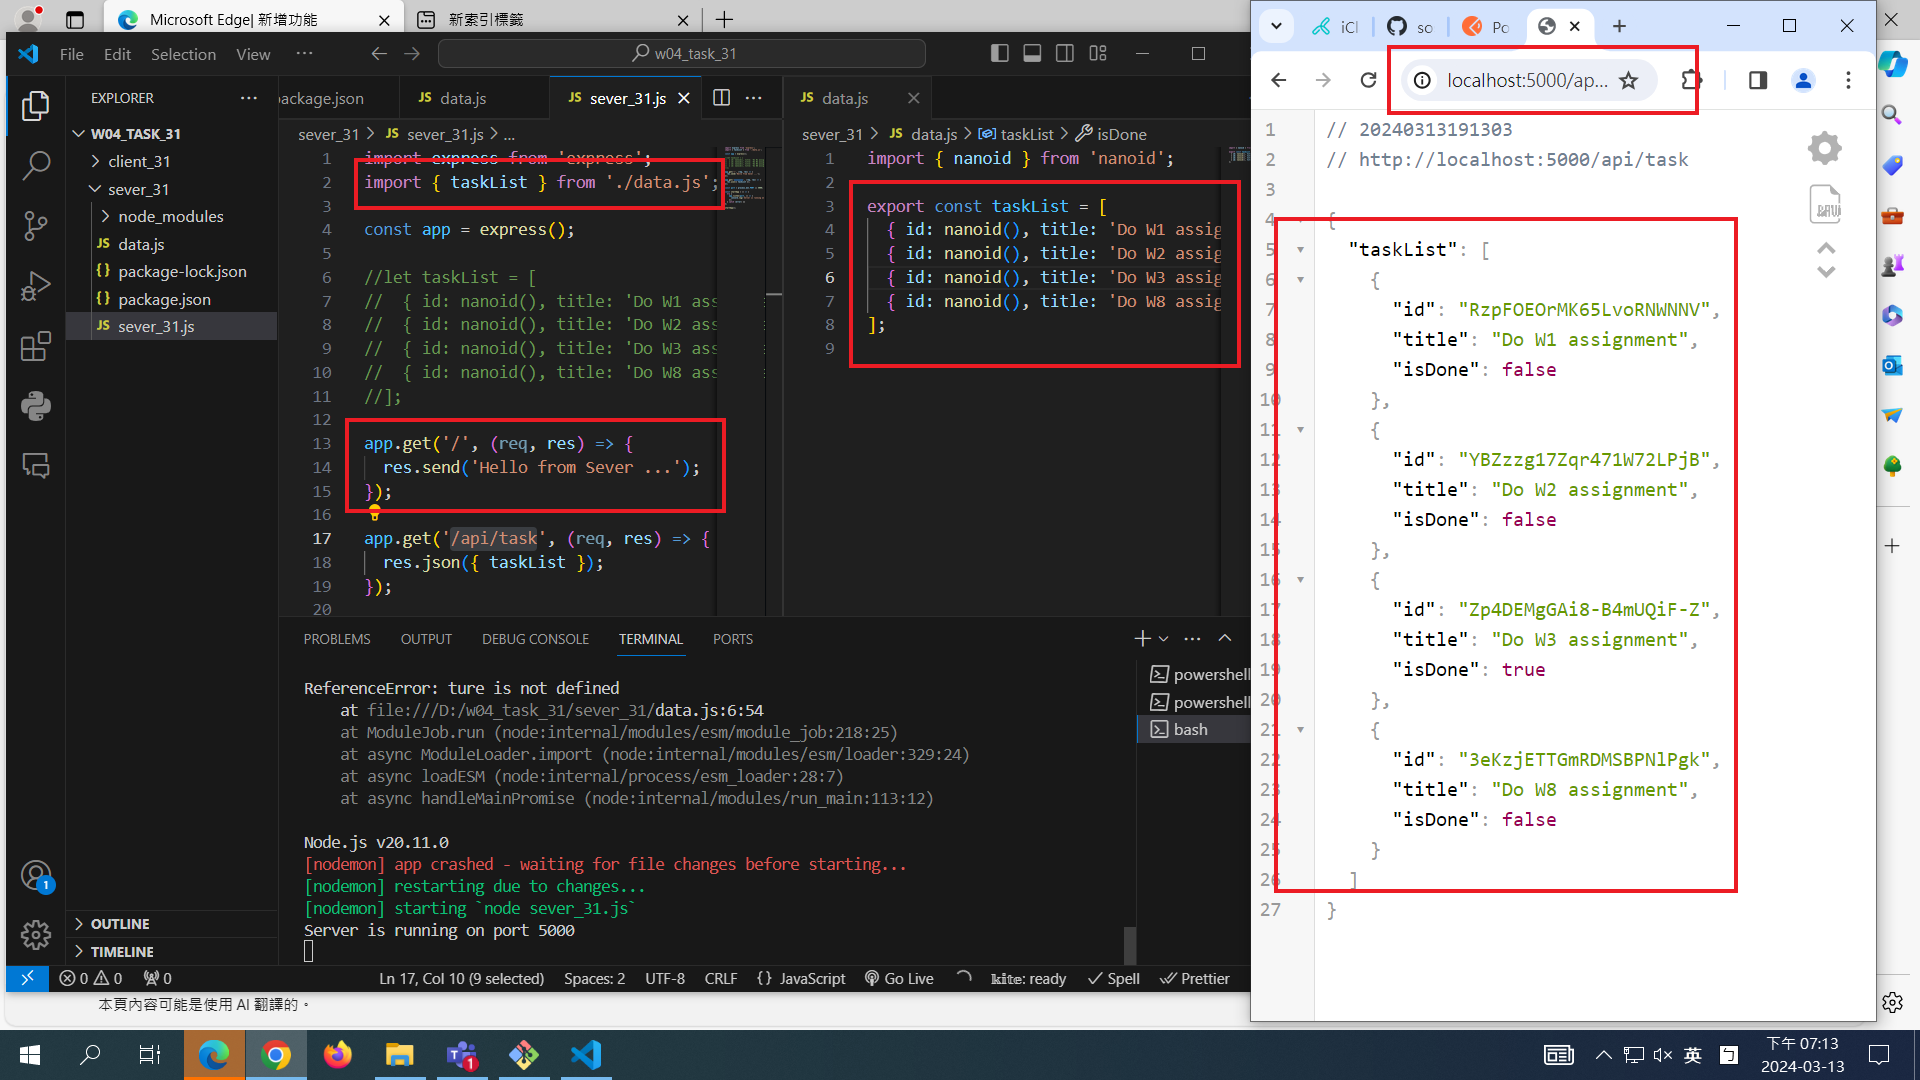 Microsoft Edge| 新增功能
新索引標籤
File Edit Selection View ···
w04_task_31
EXPLORER
W04_TASK_31
client_31
sever_31
node_modules
JS data.js
{} package-lock.json
{} package.json
JS sever_31.js
OUTLINE
TIMELINE
package.json
JS data.js
JS sever_31.js
sever_31 > JS sever_31.js > ...
1 import express from 'express';
2 import { taskList } from './data.js';
3
4 const app = express();
5
6 //let taskList = [
7 //  { id: nanoid(), title: 'Do W1 ass
8 //  { id: nanoid(), title: 'Do W2 ass
9 //  { id: nanoid(), title: 'Do W3 ass
10 //  { id: nanoid(), title: 'Do W8 ass
11 //];
12
13 app.get('/', (req, res) => {
14   res.send('Hello from Sever ...');
15 });
16
17 app.get('/api/task', (req, res) => {
18   res.json({ taskList });
19 });
20
JS data.js
sever_31 > JS data.js > taskList > isDone
1 import { nanoid } from 'nanoid';
2
3 export const taskList = [
4   { id: nanoid(), title: 'Do W1 assig
5   { id: nanoid(), title: 'Do W2 assig
6   { id: nanoid(), title: 'Do W3 assig
7   { id: nanoid(), title: 'Do W8 assig
8 ];
9
PROBLEMS OUTPUT DEBUG CONSOLE TERMINAL PORTS
ReferenceError: ture is not defined
    at file:///D:/w04_task_31/sever_31/data.js:6:54
    at ModuleJob.run (node:internal/modules/esm/module_job:218:25)
    at async ModuleLoader.import (node:internal/modules/esm/loader:329:24)
    at async loadESM (node:internal/process/esm_loader:28:7)
    at async handleMainPromise (node:internal/modules/run_main:113:12)
Node.js v20.11.0
[nodemon] app crashed - waiting for file changes before starting...
[nodemon] restarting due to changes...
[nodemon] starting `node sever_31.js`
Server is running on port 5000
powershell
powershell
bash
1
0 0 0
Ln 17, Col 10 (9 selected) Spaces: 2 UTF-8 CRLF {} JavaScript Go Live kite: ready Spell Prettier
本頁內容可能是使用 AI 翻譯的。
iCl
so
Po
localhost:5000/ap...
1 // 20240313191303
2 // http://localhost:5000/api/task
3
4 {
5   "taskList": [
6     {
7       "id": "RzpFOEOrMK65LvoRNWNNV",
8       "title": "Do W1 assignment",
9       "isDone": false
10     },
11     {
12       "id": "YBZzzg17Zqr471W72LPjB",
13       "title": "Do W2 assignment",
14       "isDone": false
15     },
16     {
17       "id": "Zp4DEMgGAi8-B4mUQiF-Z",
18       "title": "Do W3 assignment",
19       "isDone": true
20     },
21     {
22       "id": "3eKzjETTGmRDMSBPNlPgk",
23       "title": "Do W8 assignment",
24       "isDone": false
25     }
26   ]
27 }
RAW
1
英
ㄅ
下午 07:13
2024-03-13